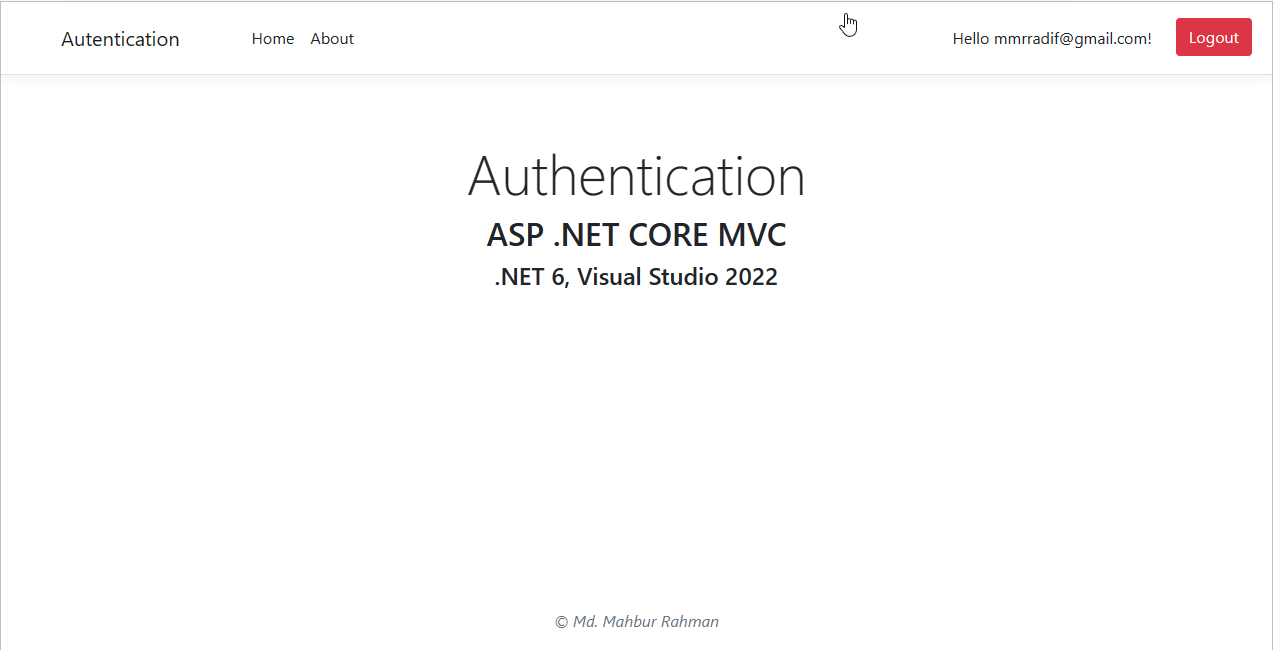 Autentication Home About Hello mmrradif@gmail.com! Logout
Authentication
ASP .NET CORE MVC
.NET 6, Visual Studio 2022
© Md. Mahbur Rahman